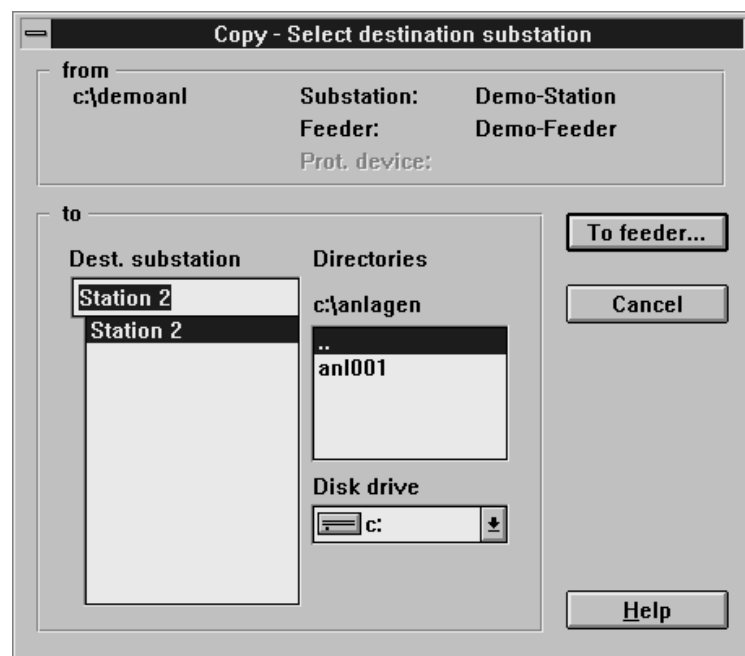 Copy - Select destination substation
from
c:\demoanl Substation: Demo-Station
Feeder: Demo-Feeder
Prot. device:
to
To feeder...
Dest. substation Directories
Station 2 c:\anlagen
Cancel
Station 2
..
anl001
Disk drive
c:
Help